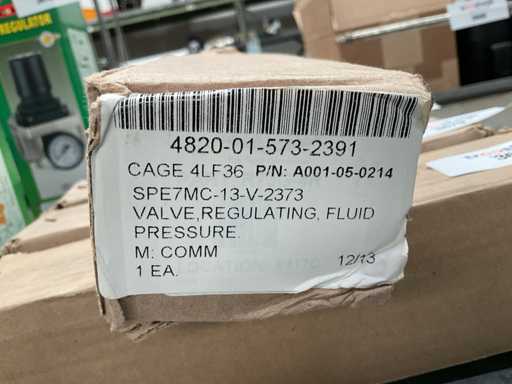 REGULATOR
4820-01-573-2391
CAGE 4LF36 P/N: A001-05-0214
SPE7MC-13-V-2373
VALVE,REGULATING, FLUID
PRESSURE.
M: COMM
12/13
1 EA.